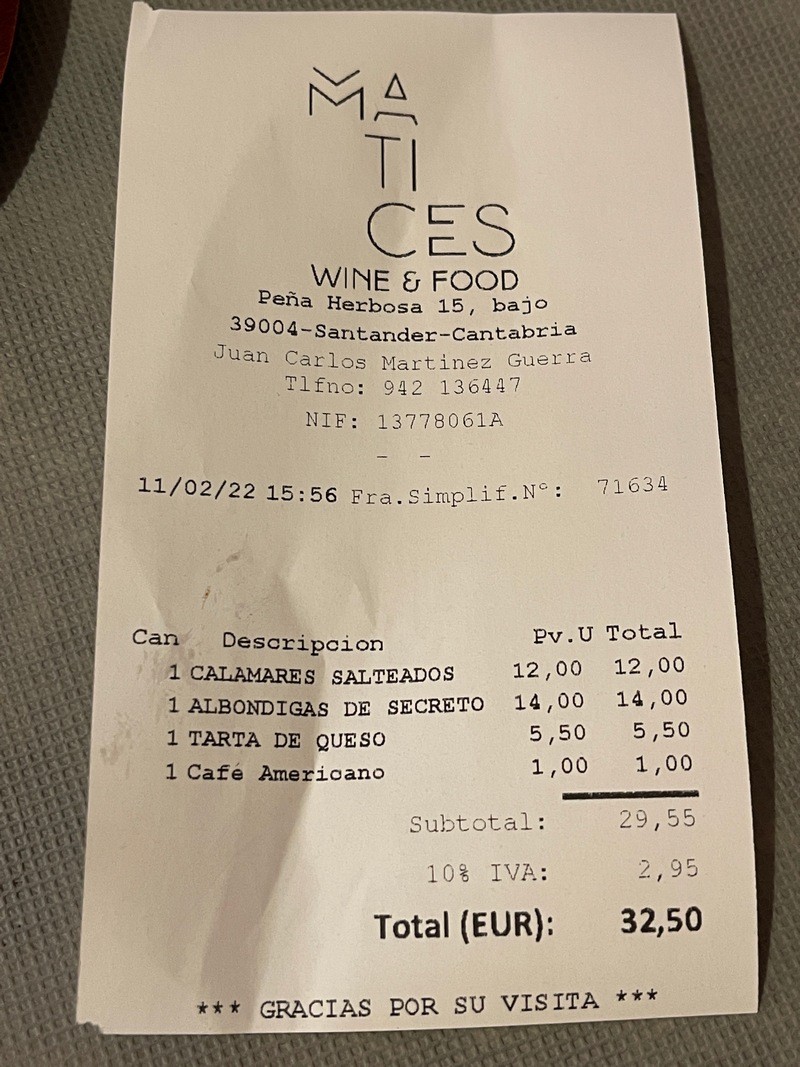 MATICES
WINE & FOOD
Peña Herbosa 15, bajo
39004-Santander-Cantabria
Juan Carlos Martinez Guerra
Tlfno: 942 136447
NIF: 13778061A
- -
11/02/22 15:56 Fra.Simplif.Nº: 71634
Can Descripcion Pv.U Total
1 CALAMARES SALTEADOS 12,00 12,00
1 ALBONDIGAS DE SECRETO 14,00 14,00
1 TARTA DE QUESO 5,50 5,50
1 Café Americano 1,00 1,00
Subtotal: 29,55
10% IVA: 2,95
Total (EUR): 32,50
*** GRACIAS POR SU VISITA ***